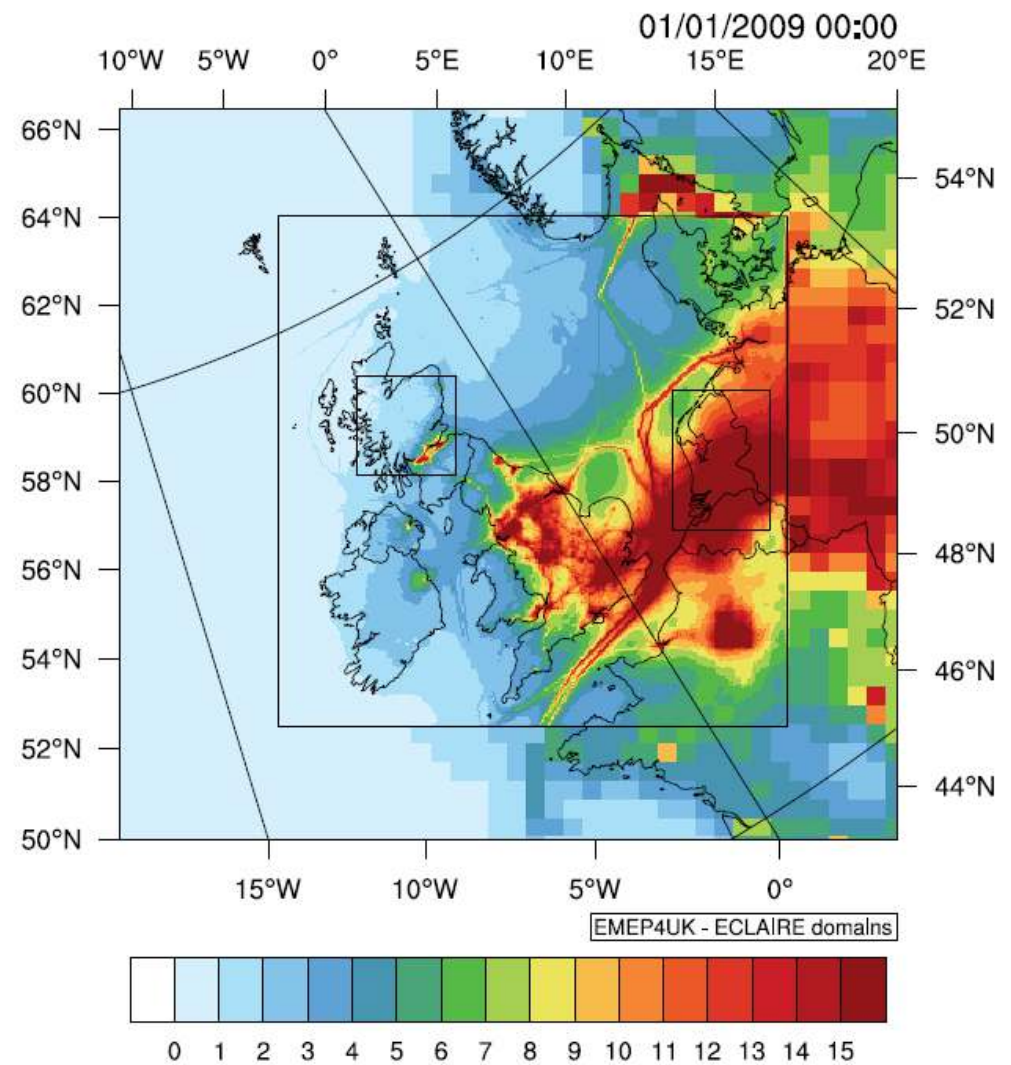 01/01/2009 00:00
10°W 5°W 0° 5°E 10°E 15°E 20°E
66°N
54°N
64°N
62°N
52°N
60°N
50°N
58°N
48°N
56°N
54°N
46°N
52°N
44°N
50°N
15°W 10°W 5°W 0°
EMEP4UK - ECLAIRE domains
0 1 2 3 4 5 6 7 8 9 10 11 12 13 14 15